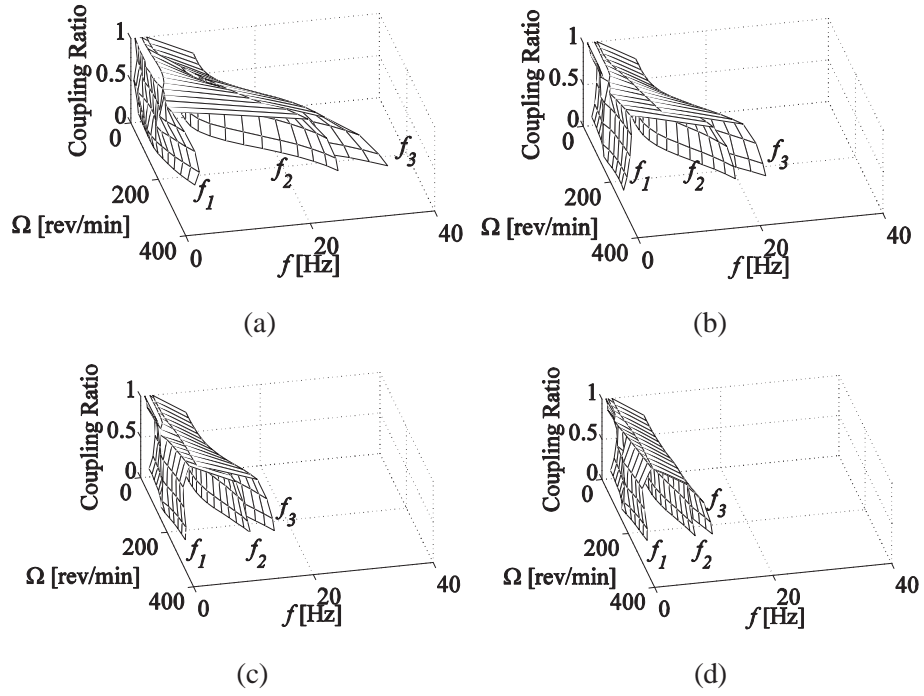 Coupling Ratio
1
0.5
0
0
200
400
Ω [rev/min]
0
20
40
f [Hz]
f1
f2
f3
(a)
Coupling Ratio
1
0.5
0
0
200
400
Ω [rev/min]
0
20
40
f [Hz]
f1
f2
f3
(b)
Coupling Ratio
1
0.5
0
0
200
400
Ω [rev/min]
0
20
40
f [Hz]
f1
f2
f3
(c)
Coupling Ratio
1
0.5
0
0
200
400
Ω [rev/min]
0
20
40
f [Hz]
f1
f2
f3
(d)